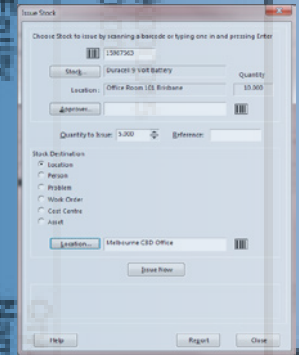 Issue Stock
Choose Stock to issue by scanning a barcode or typing one in and pressing Enter
15967563
Stock... Duracell 9 Volt Battery Quantity
Location: Office Room 101 Brisbane 10.000
Approver...
Quantity to Issue: 5.000 Reference:
Stock Destination
Location
Person
Problem
Work Order
Cost Centre
Asset
Location... Melbourne CBD Office
Issue Now
Help Report Close